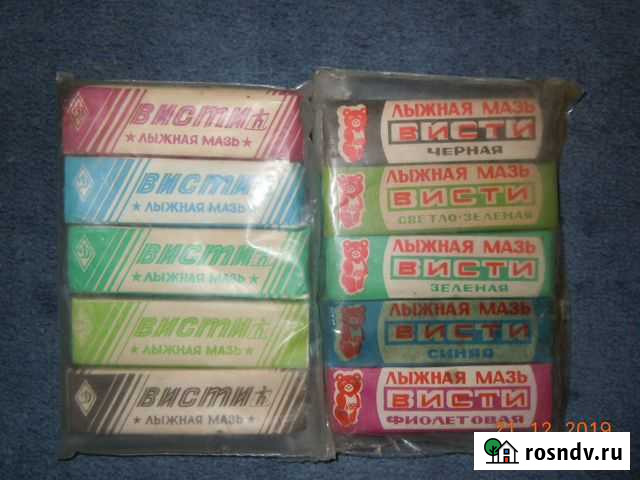 ВИСТИ
★ ЛЫЖНАЯ МАЗЬ ★
ВИСТИ
★ ЛЫЖНАЯ МАЗЬ ★
ВИСТИ
★ ЛЫЖНАЯ МАЗЬ ★
ВИСТИ
★ ЛЫЖНАЯ МАЗЬ ★
ВИСТИ
★ ЛЫЖНАЯ МАЗЬ ★
ЛЫЖНАЯ МАЗЬ
ВИСТИ
ЧЕРНАЯ
ЛЫЖНАЯ МАЗЬ
ВИСТИ
СВЕТЛО-ЗЕЛЕНАЯ
ЛЫЖНАЯ МАЗЬ
ВИСТИ
ЗЕЛЕНАЯ
ЛЫЖНАЯ МАЗЬ
ВИСТИ
СИНЯЯ
ЛЫЖНАЯ МАЗЬ
ВИСТИ
ФИОЛЕТОВАЯ
21 12 2019
rosndv.ru